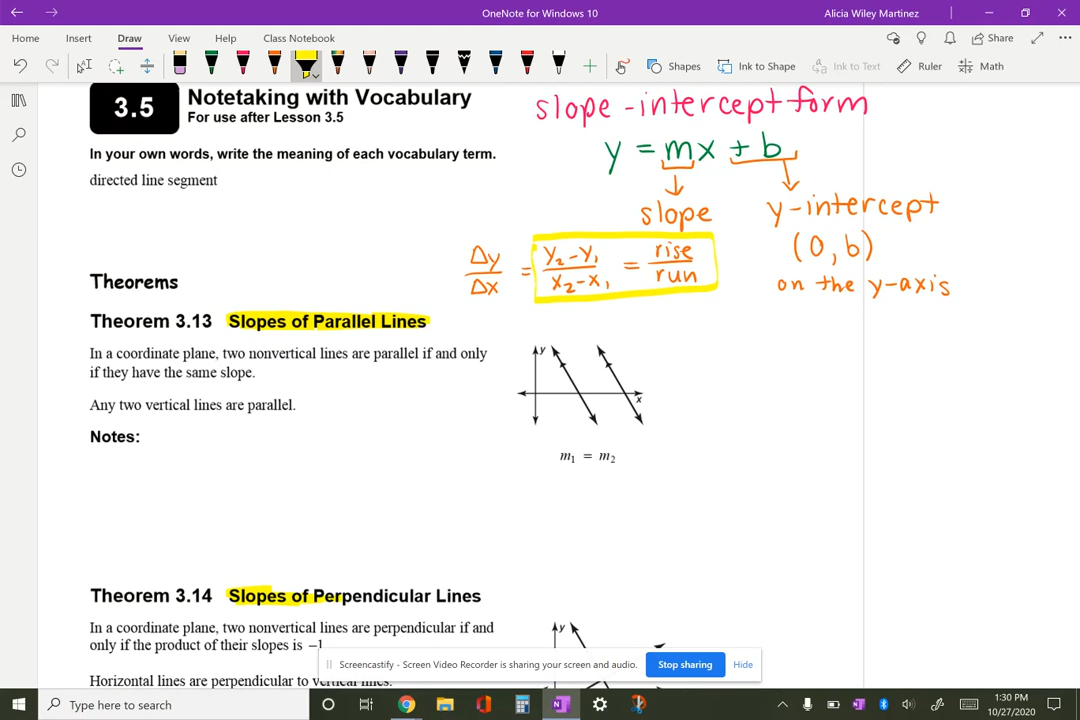 OneNote for Windows 10
Alicia Wiley Martinez
Home Insert Draw View Help Class Notebook
Share
Shapes Ink to Shape Ink to Text Ruler Math
3.5
Notetaking with Vocabulary
For use after Lesson 3.5
slope-intercept form
y = mx + b
In your own words, write the meaning of each vocabulary term.
directed line segment
slope
y-intercept
(0, b)
on the y-axis
Δy/Δx = y₂-y₁/x₂-x₁ = rise/run
Theorems
Theorem 3.13 Slopes of Parallel Lines
In a coordinate plane, two nonvertical lines are parallel if and only
if they have the same slope.
Any two vertical lines are parallel.
Notes:
y
x
m₁ = m₂
Theorem 3.14 Slopes of Perpendicular Lines
In a coordinate plane, two nonvertical lines are perpendicular if and
only if the product of their slopes is −1
y
Horizontal lines are perpendicular to vertical lines.
Screencastify - Screen Video Recorder is sharing your screen and audio.
Stop sharing
Hide
Type here to search
1:30 PM
10/27/2020